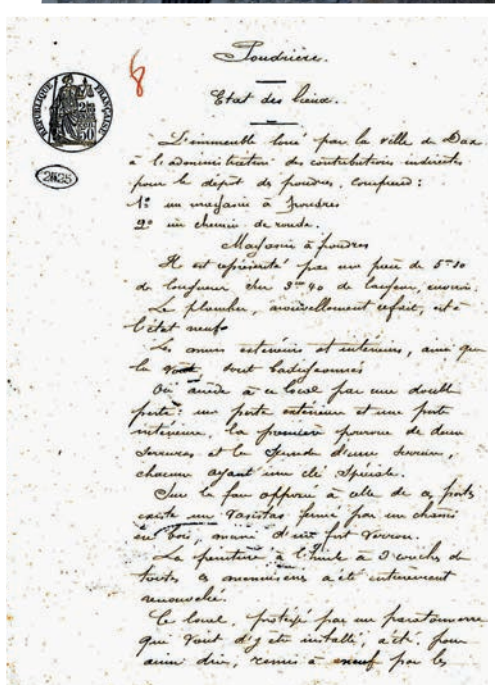 8
Poudrière.
Etat des lieux.
RÉPUBLIQUE FRANÇAISE
50
2435
L'immeuble loué par la ville de Dax
à l'administration des contributions indirectes
pour le dépôt des poudres, comprend :
1º un magasin à poudres
2º un chemin de ronde.
Magasin à poudres
Il est représenté par une pièce de 5m10
de longueur sur 3m40 de largeur, environ.
Le plancher, nouvellement refait, est à
l'état neuf
Les murs extérieurs et intérieurs, ainsi que
la voûte, sont badigeonnés
On accède à ce local par une double
porte : une porte extérieure et une porte
intérieure, la première pourvue de deux
serrures et la seconde d'une serrure,
chacune ayant une clé spéciale.
Sur la face opposée à celle de ces portes
existe un vasistas fermé par un châssis
en bois, muni d'un fort verrou.
La peinture à l'huile à 3 couches de
toutes ces menuiseries a été entièrement
renouvelée.
Ce local, protégé par un paratonnerre
qui vient d'y être installé, a été, pour
ainsi dire, remis à neuf par les